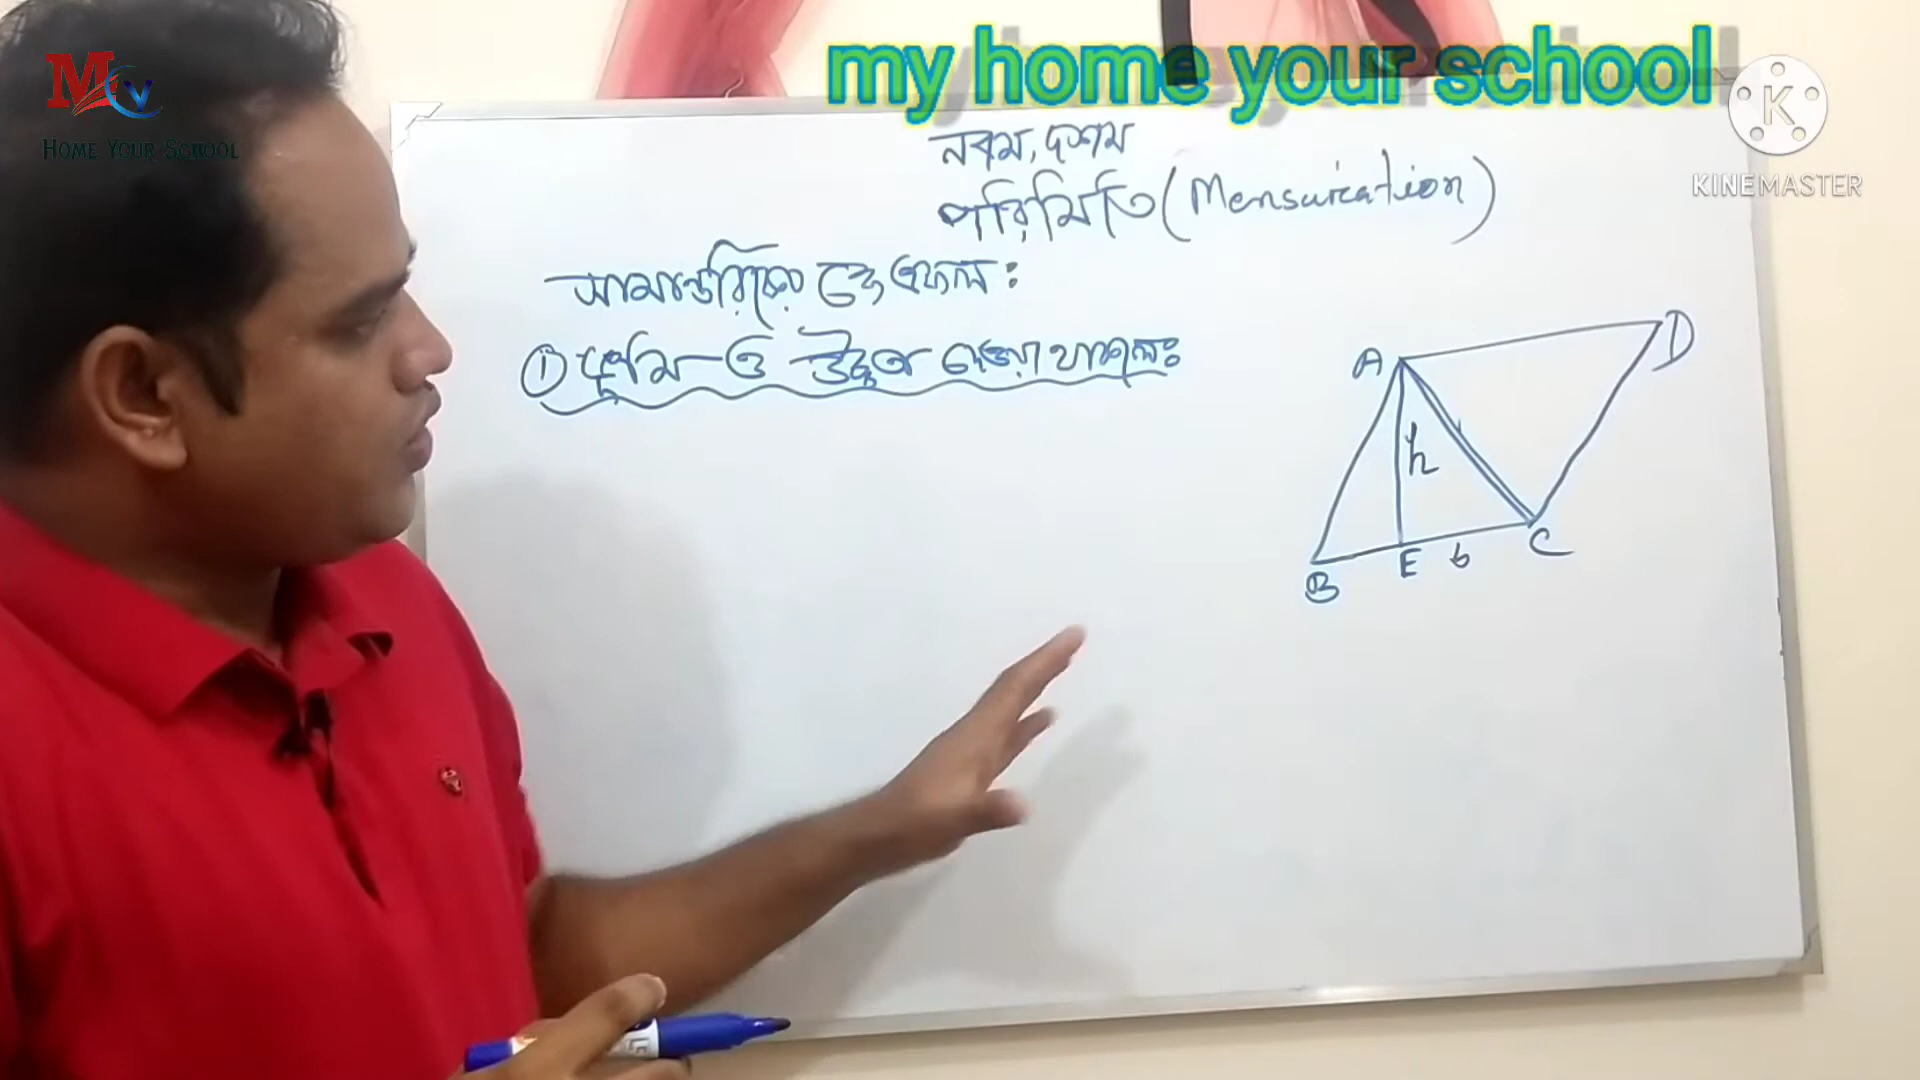 my home your school
MCV
HOME YOUR SCHOOL
K
KINEMASTER
নবম, দশম
পরিমিতি (Mensuration)
সামান্তরিকের ক্ষেত্রফল:
① ভূমি ও উচ্চতা দেওয়া থাকলেঃ
A
D
h
B
E
b
C